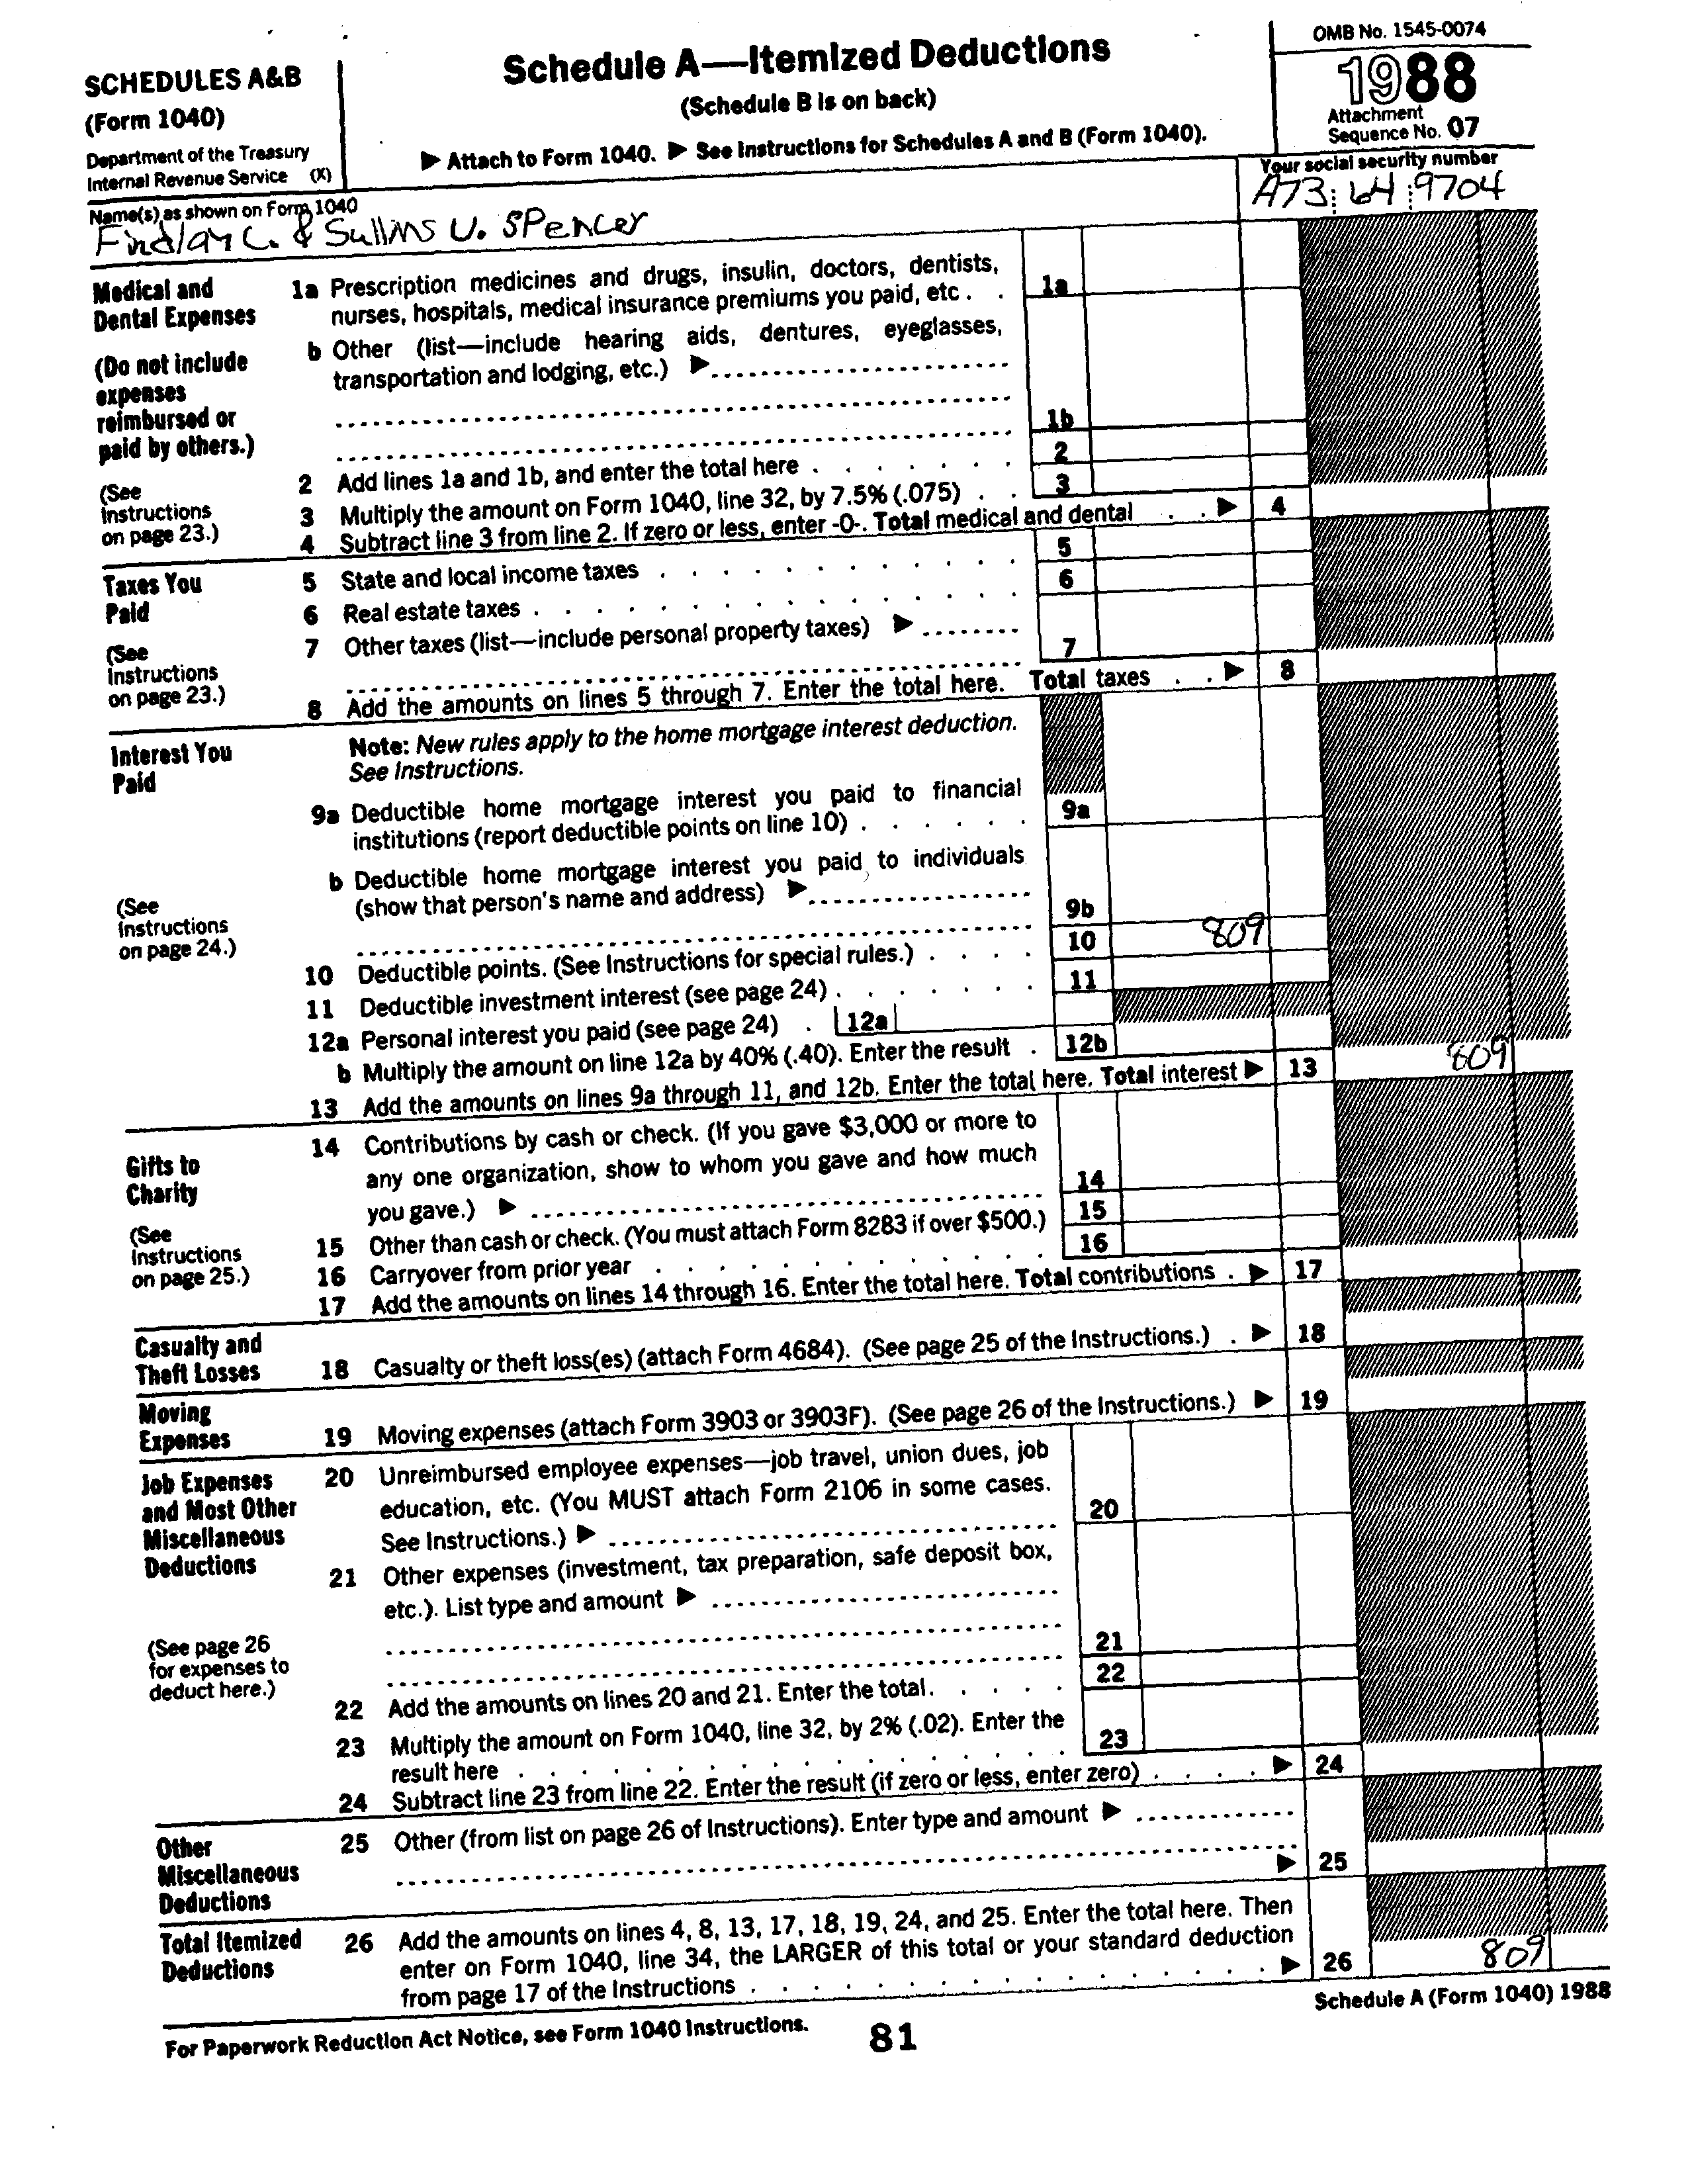 SCHEDULES A&B
(Form 1040)
Department of the Treasury
Internal Revenue Service (X)
Schedule A—Itemized Deductions
(Schedule B is on back)
▶ Attach to Form 1040. ▶ See Instructions for Schedules A and B (Form 1040).
OMB No. 1545-0074
1988
Attachment
Sequence No. 07
Name(s) as shown on Form 1040
Findlay C. & Sullins U. Spencer
Your social security number
A73 64 9704
Medical and
Dental Expenses
(Do not include
expenses
reimbursed or
paid by others.)
(See
Instructions
on page 23.)
1a Prescription medicines and drugs, insulin, doctors, dentists,
nurses, hospitals, medical insurance premiums you paid, etc. . 1a
b Other (list—include hearing aids, dentures, eyeglasses,
transportation and lodging, etc.) ▶
1b
2 Add lines 1a and 1b, and enter the total here 2
3 Multiply the amount on Form 1040, line 32, by 7.5% (.075) 3
4 Subtract line 3 from line 2. If zero or less, enter -0-. Total medical and dental ▶ 4
Taxes You
Paid
(See
Instructions
on page 23.)
5 State and local income taxes 5
6 Real estate taxes 6
7 Other taxes (list—include personal property taxes) ▶
7
8 Add the amounts on lines 5 through 7. Enter the total here. Total taxes ▶ 8
Interest You
Paid
(See
Instructions
on page 24.)
Note: New rules apply to the home mortgage interest deduction.
See Instructions.
9a Deductible home mortgage interest you paid to financial
institutions (report deductible points on line 10) 9a
b Deductible home mortgage interest you paid to individuals
(show that person's name and address) ▶
9b
10 Deductible points. (See Instructions for special rules.) 10 809
11 Deductible investment interest (see page 24) 11
12a Personal interest you paid (see page 24) 12a
b Multiply the amount on line 12a by 40% (.40). Enter the result 12b
13 Add the amounts on lines 9a through 11, and 12b. Enter the total here. Total interest ▶ 13 809
Gifts to
Charity
(See
Instructions
on page 25.)
14 Contributions by cash or check. (If you gave $3,000 or more to
any one organization, show to whom you gave and how much
you gave.) ▶ 14
15 Other than cash or check. (You must attach Form 8283 if over $500.) 15
16 Carryover from prior year 16
17 Add the amounts on lines 14 through 16. Enter the total here. Total contributions ▶ 17
Casualty and
Theft Losses
18 Casualty or theft loss(es) (attach Form 4684). (See page 25 of the Instructions.) ▶ 18
Moving
Expenses
19 Moving expenses (attach Form 3903 or 3903F). (See page 26 of the Instructions.) ▶ 19
Job Expenses
and Most Other
Miscellaneous
Deductions
(See page 26
for expenses to
deduct here.)
20 Unreimbursed employee expenses—job travel, union dues, job
education, etc. (You MUST attach Form 2106 in some cases.
See Instructions.) ▶ 20
21 Other expenses (investment, tax preparation, safe deposit box,
etc.). List type and amount ▶
21
22 Add the amounts on lines 20 and 21. Enter the total. 22
23 Multiply the amount on Form 1040, line 32, by 2% (.02). Enter the
result here 23
24 Subtract line 23 from line 22. Enter the result (if zero or less, enter zero) ▶ 24
Other
Miscellaneous
Deductions
25 Other (from list on page 26 of Instructions). Enter type and amount ▶
▶ 25
Total Itemized
Deductions
26 Add the amounts on lines 4, 8, 13, 17, 18, 19, 24, and 25. Enter the total here. Then
enter on Form 1040, line 34, the LARGER of this total or your standard deduction
from page 17 of the Instructions ▶ 26 809
For Paperwork Reduction Act Notice, see Form 1040 Instructions.
81
Schedule A (Form 1040) 1988